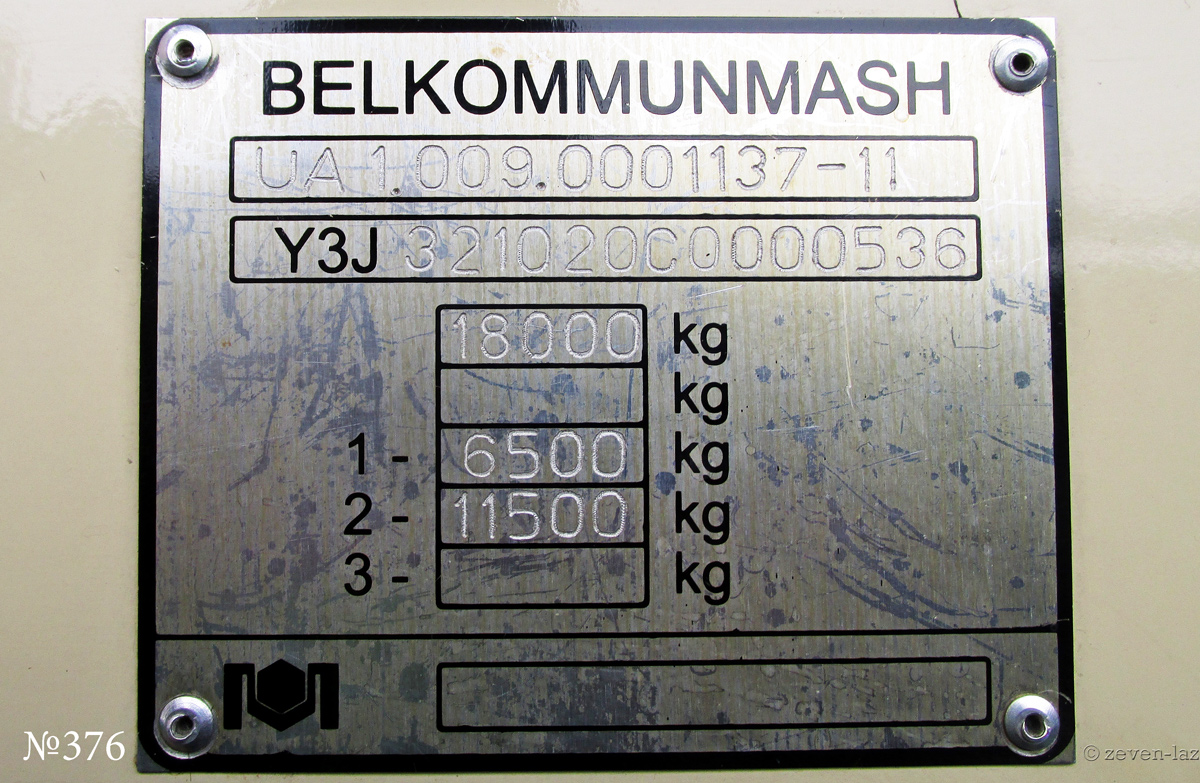 BELKOMMUNMASH
UA 1.009.0001137-11
Y3J 321020C0000536
18000 kg
kg
1 - 6500 kg
2 - 11500 kg
3 - kg
№376
© zeven-laz